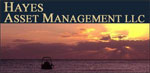 HAYES
ASSET MANAGEMENT LLC